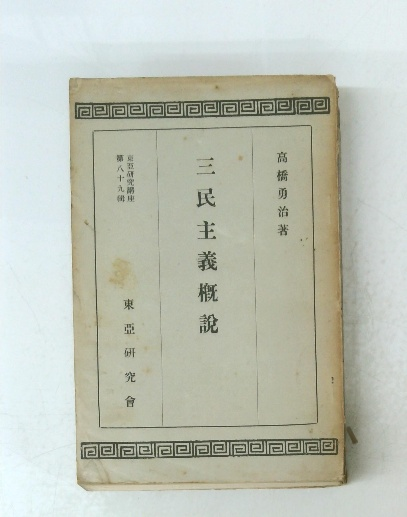 高橋勇治著
三民主義概說
東亞研究講座
第八十九輯
東亞研究會